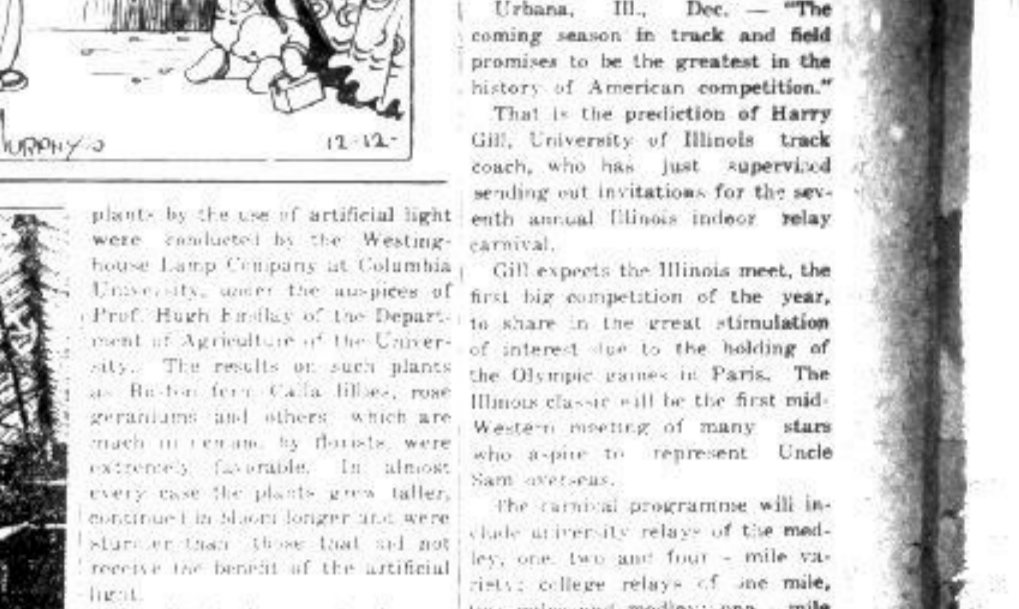 MURPHY
12-12-
plants by the use of artificial light
were conducted by the Westing-
house Lamp Company at Columbia
University, under the auspices of
Prof. Hugh Findlay of the Depart-
ment of Agriculture of the Univer-
sity. The results on such plants
as Boston fern Calla lilies, rose
geraniums and others which are
much in demand by florists, were
extremely favorable. In almost
every case the plants grew taller,
continued in bloom longer and were
sturdier than those that did not
receive the benefit of the artificial
light.
Urbana, Ill., Dec. — "The
coming season in track and field
promises to be the greatest in the
history of American competition."
That is the prediction of Harry
Gill, University of Illinois track
coach, who has just supervised
sending out invitations for the sev-
enth annual Illinois indoor relay
carnival.
Gill expects the Illinois meet, the
first big competition of the year,
to share in the great stimulation
of interest due to the holding of
the Olympic games in Paris. The
Illinois classic will be the first mid-
Western meeting of many stars
who aspire to represent Uncle
Sam overseas.
The carnival programme will in-
clude university relays of the med-
ley, one, two and four - mile va-
riety; college relays of one mile,
two miles and medley; one mile